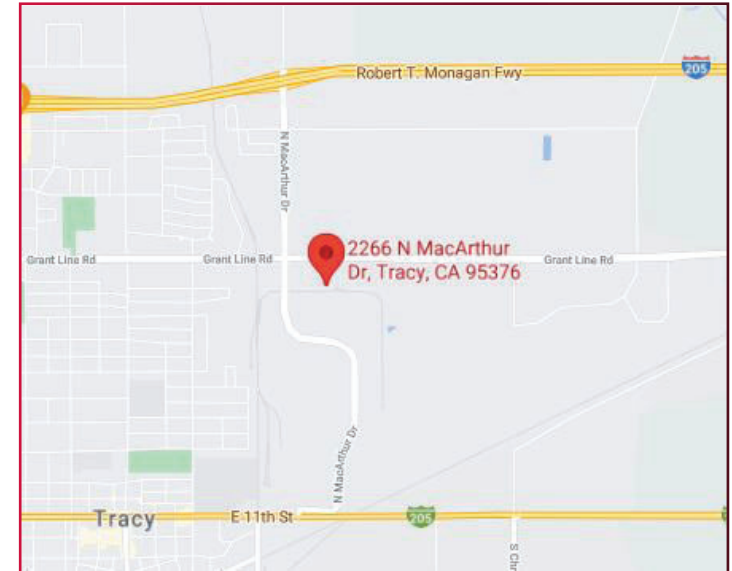 Robert T. Monagan Fwy
205
N MacArthur Dr
2266 N MacArthur
Dr, Tracy, CA 95376
Grant Line Rd
Grant Line Rd
Grant Line Rd
N MacArthur Dr
Tracy
E 11th St
205
S Chr